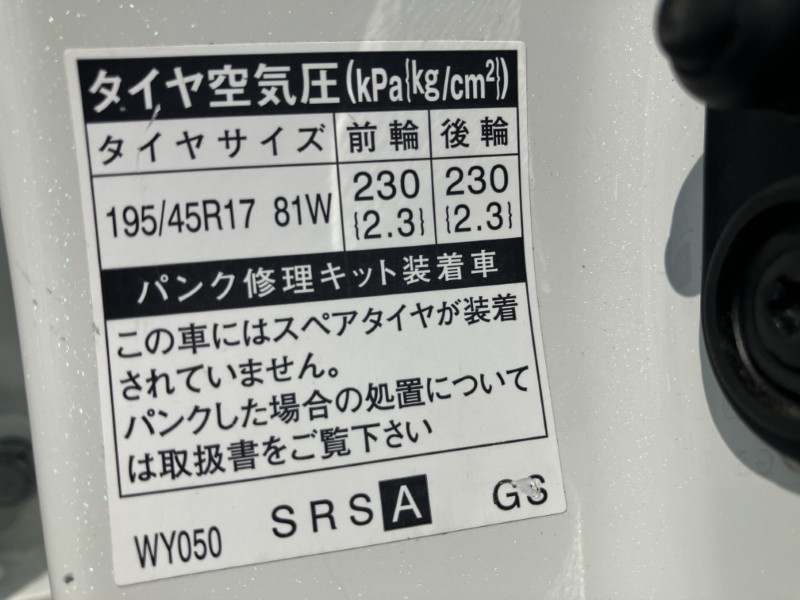 タイヤ空気圧(kPa{kg/cm²})
タイヤサイズ 前輪 後輪
195/45R17 81W 230 {2.3} 230 {2.3}
パンク修理キット装着車
この車にはスペアタイヤが装着
されていません。
パンクした場合の処置について
は取扱書をご覧下さい
WY050 SRSA GS